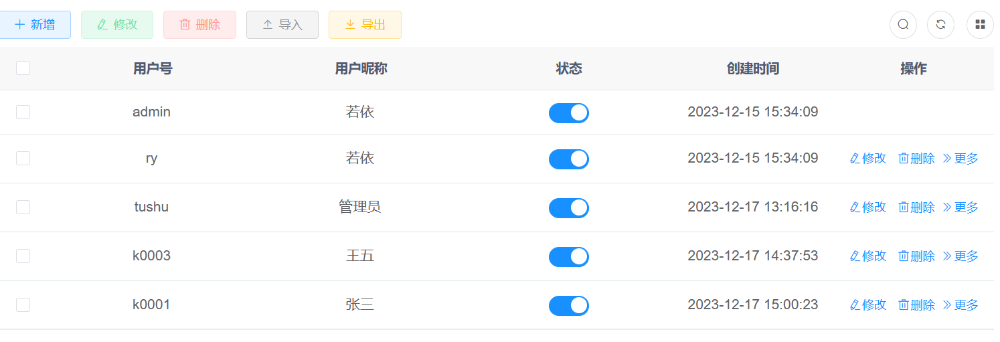 新增 修改 删除 导入 导出
用户号 用户昵称 状态 创建时间 操作
admin 若依 2023-12-15 15:34:09
ry 若依 2023-12-15 15:34:09 修改 删除 更多
tushu 管理员 2023-12-17 13:16:16 修改 删除 更多
k0003 王五 2023-12-17 14:37:53 修改 删除 更多
k0001 张三 2023-12-17 15:00:23 修改 删除 更多